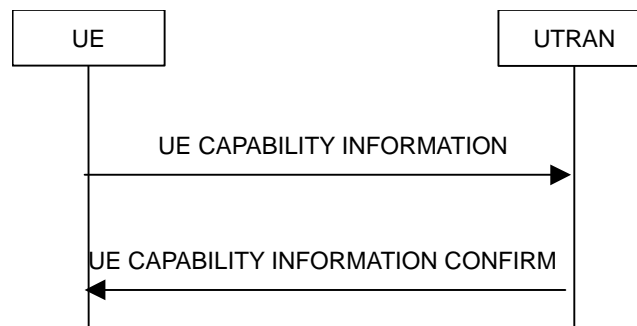 UE
UTRAN
UE CAPABILITY INFORMATION
UE CAPABILITY INFORMATION CONFIRM